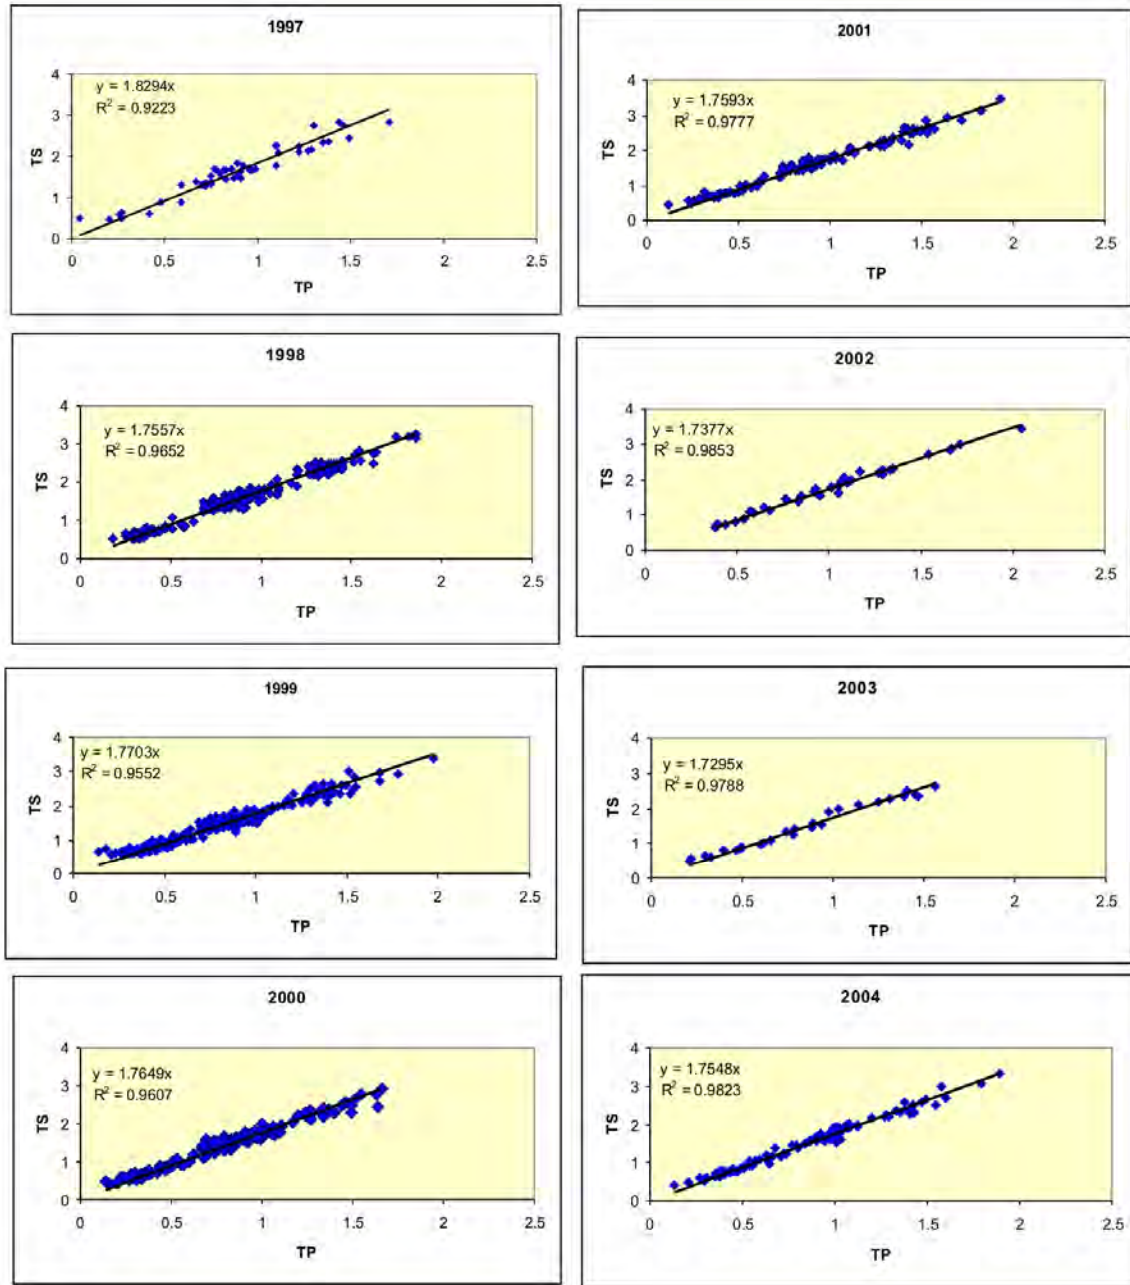 1997
y = 1.8294x
R² = 0.9223
4
3
2
1
0
TS
0 0.5 1 1.5 2 2.5
TP
2001
y = 1.7593x
R² = 0.9777
4
3
2
1
0
TS
0 0.5 1 1.5 2 2.5
TP
1998
y = 1.7557x
R² = 0.9652
4
3
2
1
0
TS
0 0.5 1 1.5 2 2.5
TP
2002
y = 1.7377x
R² = 0.9853
4
3
2
1
0
TS
0 0.5 1 1.5 2 2.5
TP
1999
y = 1.7703x
R² = 0.9552
4
3
2
1
0
TS
0 0.5 1 1.5 2 2.5
TP
2003
y = 1.7295x
R² = 0.9788
4
3
2
1
0
TS
0 0.5 1 1.5 2 2.5
TP
2000
y = 1.7649x
R² = 0.9607
4
3
2
1
0
TS
0 0.5 1 1.5 2 2.5
TP
2004
y = 1.7548x
R² = 0.9823
4
3
2
1
0
TS
0 0.5 1 1.5 2 2.5
TP